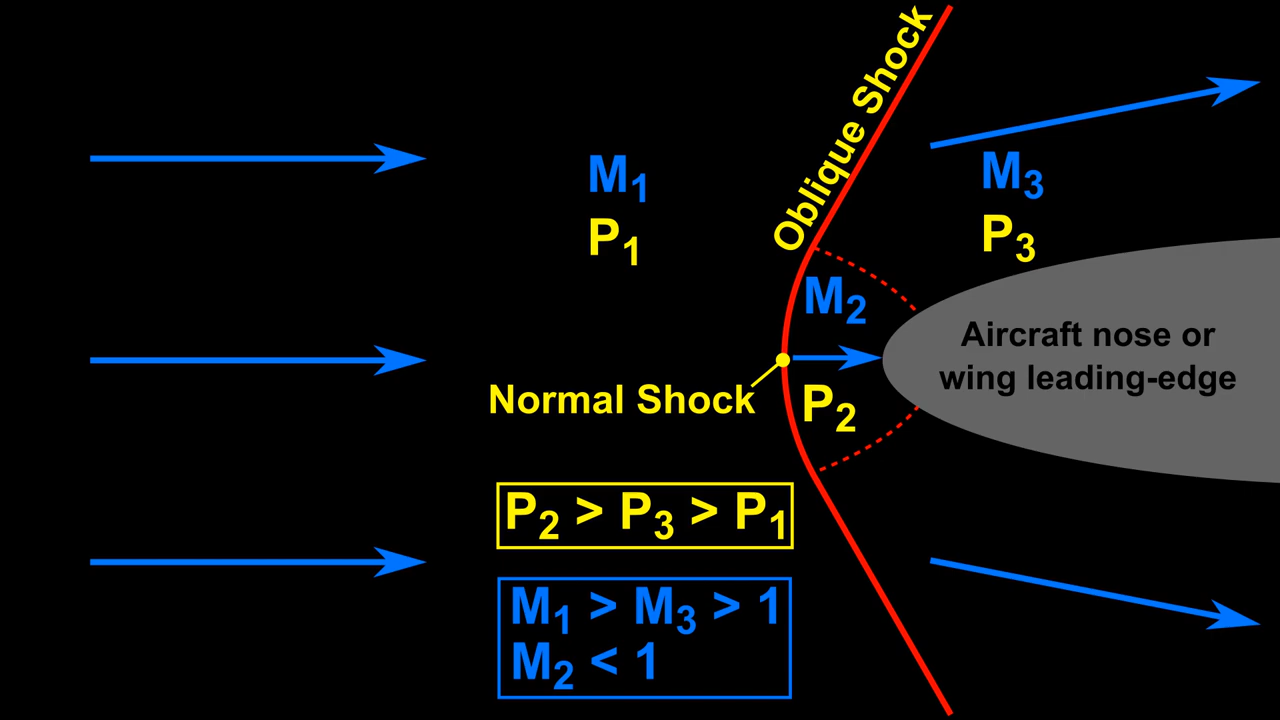 Oblique Shock
M₁
P₁
M₃
P₃
M₂
Aircraft nose or
wing leading-edge
Normal Shock
P₂
P₂ > P₃ > P₁
M₁ > M₃ > 1
M₂ < 1